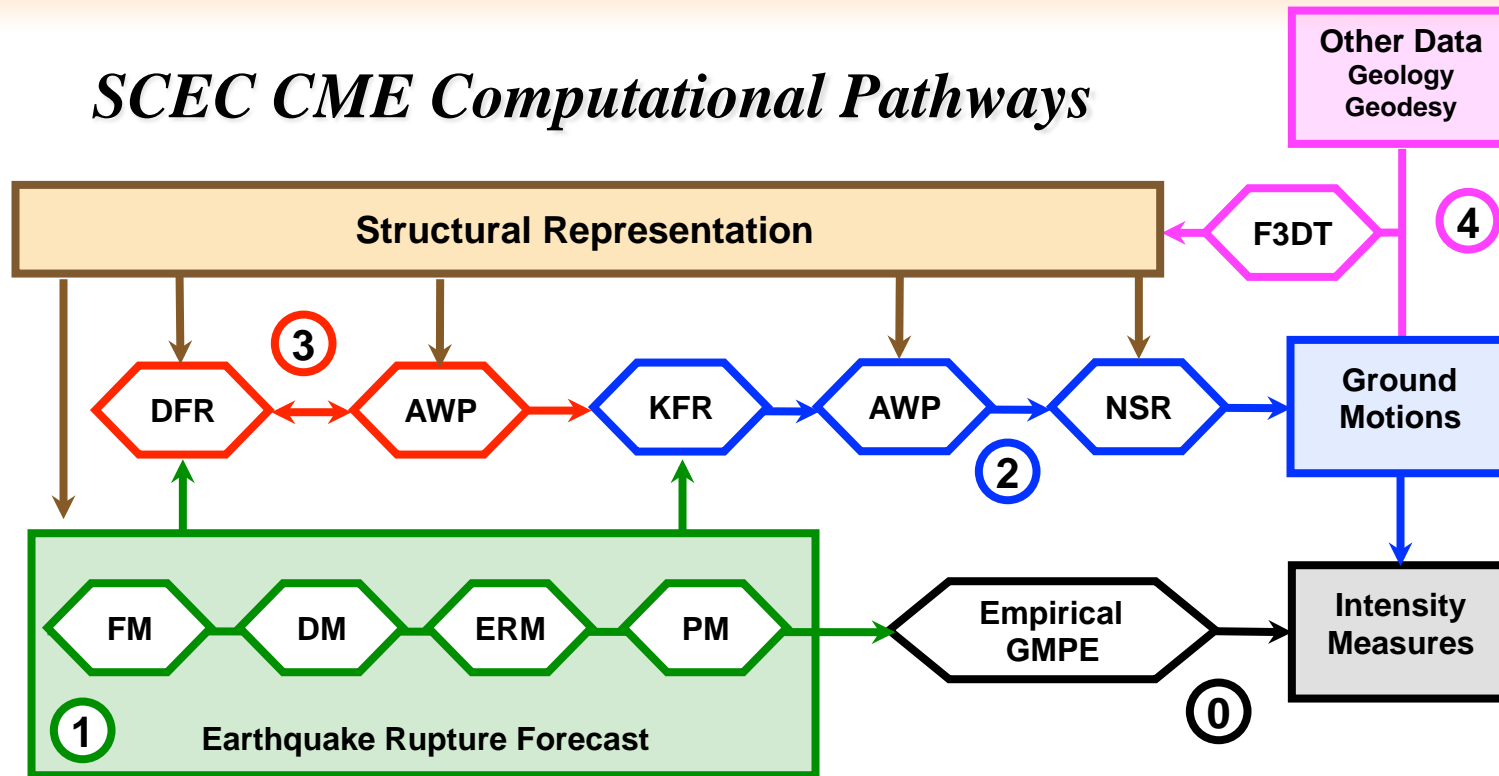 SCEC CME Computational Pathways
Other Data
Geology
Geodesy
Structural Representation
F3DT
4
3
DFR
AWP
KFR
AWP
NSR
Ground
Motions
2
FM
DM
ERM
PM
Empirical
GMPE
Intensity
Measures
1
Earthquake Rupture Forecast
0